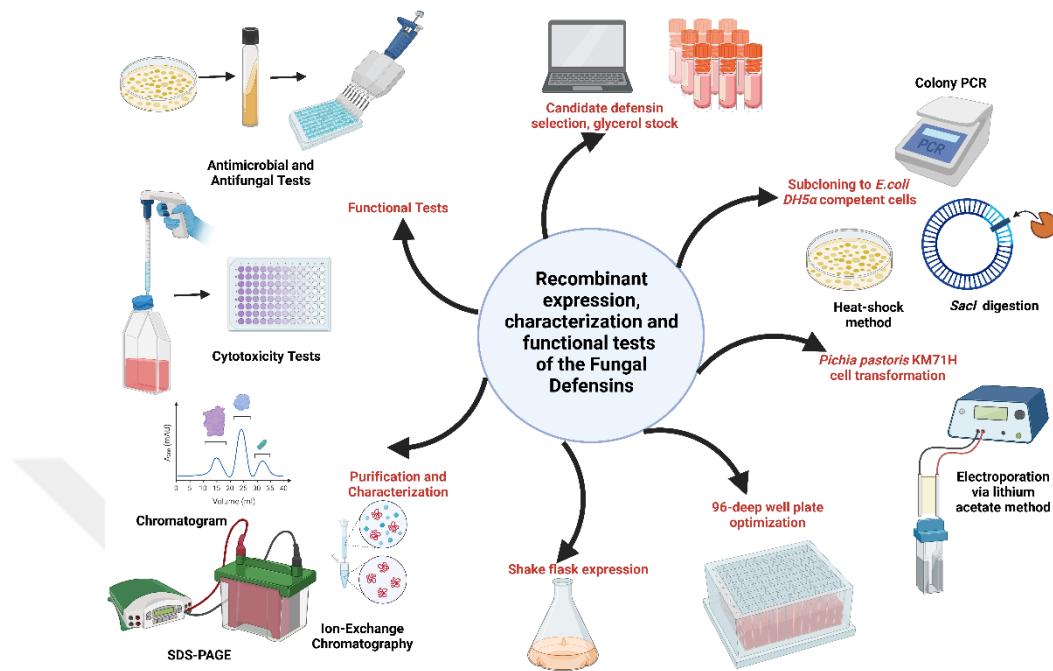 Recombinant
expression,
characterization and
functional tests
of the Fungal
Defensins
Candidate defensin
selection, glycerol stock
Colony PCR
PCR
Subcloning to E.coli
DH5α competent cells
Heat-shock
method
SacI digestion
Pichia pastoris KM71H
cell transformation
Electroporation
via lithium
acetate method
96-deep well plate
optimization
Shake flask expression
Purification and
Characterization
Chromatogram
(mAU)
0 5 10 15 20 25 30 35 40
Volume (ml)
SDS-PAGE
Ion-Exchange
Chromatography
Functional Tests
Antimicrobial and
Antifungal Tests
Cytotoxicity Tests